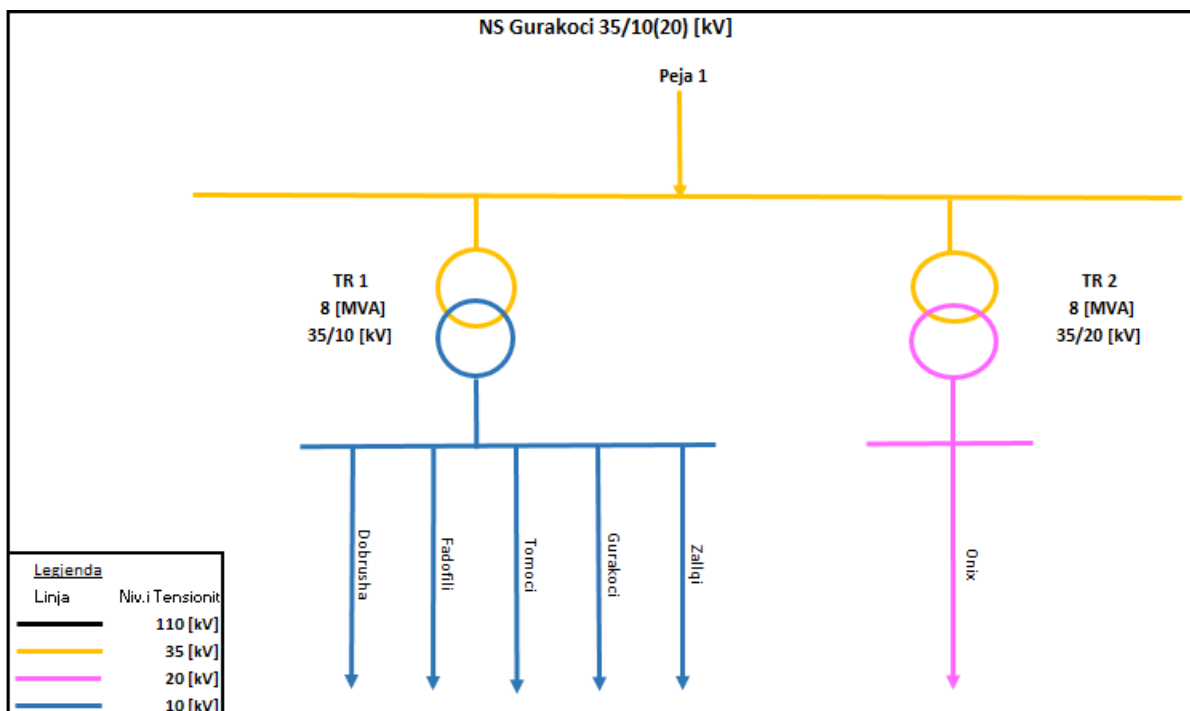 NS Gurakoci 35/10(20) [kV]
Peja 1
TR 1
8 [MVA]
35/10 [kV]
TR 2
8 [MVA]
35/20 [kV]
Dobrusha
Fadofili
Tomoci
Gurakoci
Zallqi
Onix
Legjenda
Linja Niv.i Tensionit
110 [kV]
35 [kV]
20 [kV]
10 [kV]